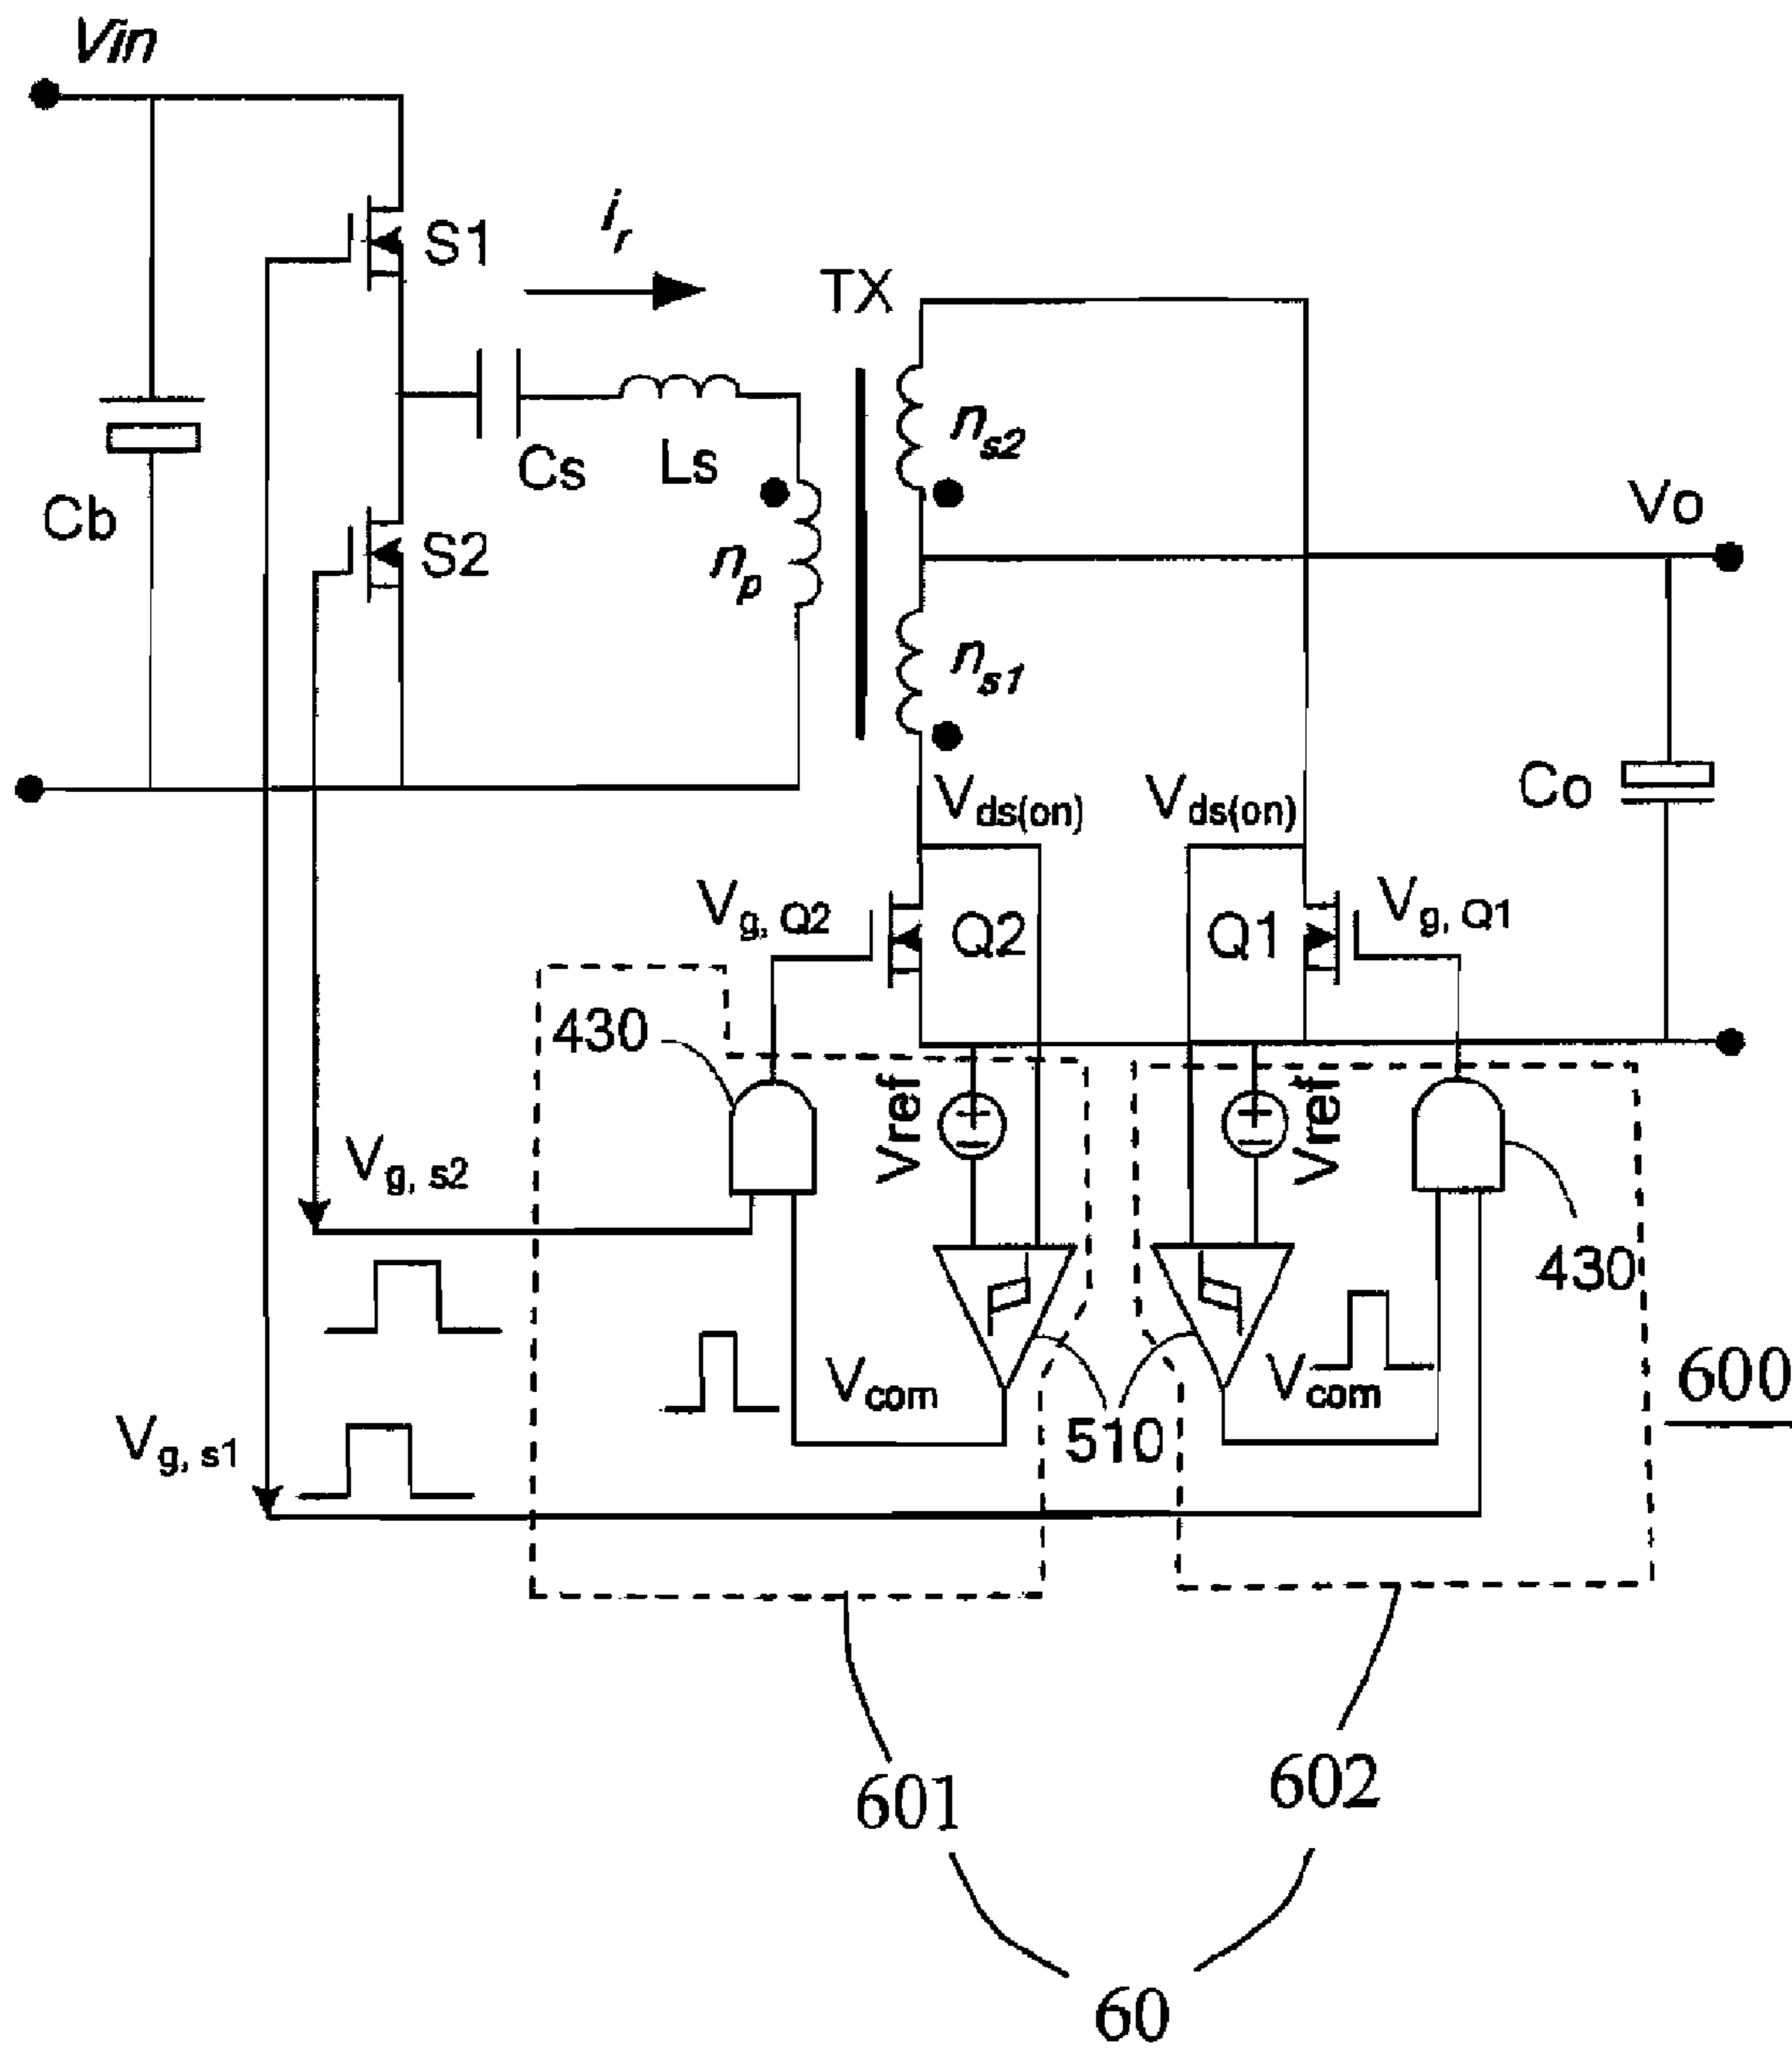 Vin
S1
i_r
TX
n_s2
Cs
Ls
Cb
S2
n_p
Vo
n_s1
V_ds(on)
V_ds(on)
Co
V_g, Q2
Q2
Q1
V_g, Q1
430
Vref
+
−
+
−
Vref
V_g, s2
430
V_com
V_com
600
V_g, s1
510
601
602
60